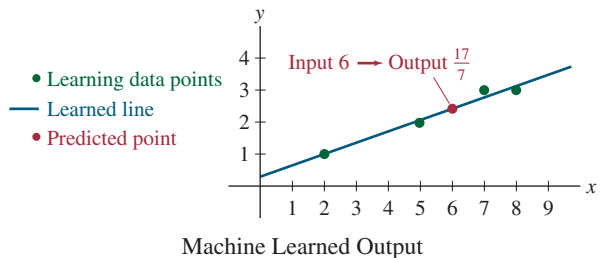 y
4
3
2
1
Input 6 → Output 17/7
• Learning data points
— Learned line
• Predicted point
1 2 3 4 5 6 7 8 9
x
Machine Learned Output